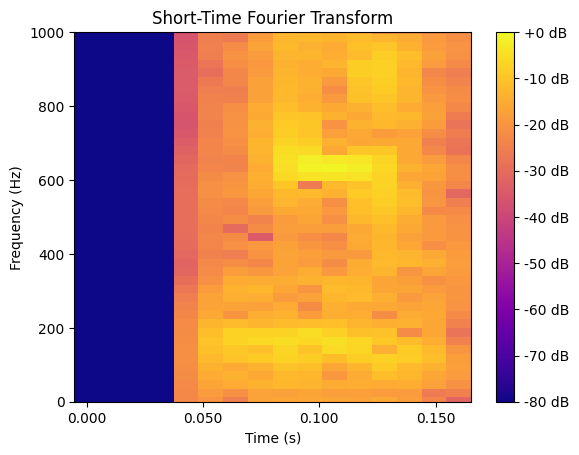 Short-Time Fourier Transform
1000
800
600
400
200
0
Frequency (Hz)
0.000
0.050
0.100
0.150
Time (s)
+0 dB
-10 dB
-20 dB
-30 dB
-40 dB
-50 dB
-60 dB
-70 dB
-80 dB